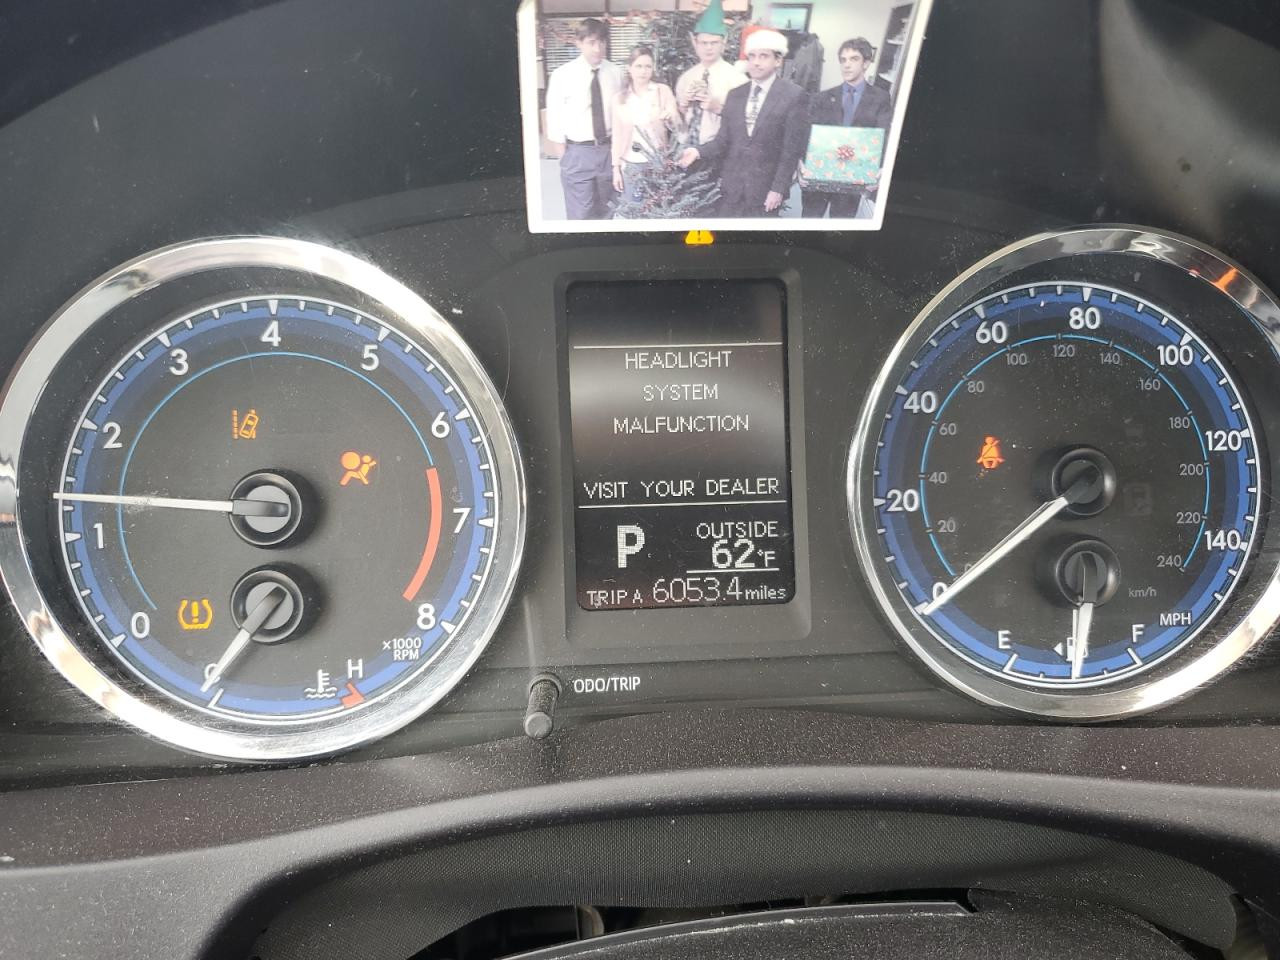 HEADLIGHT
SYSTEM
MALFUNCTION
VISIT YOUR DEALER
P
OUTSIDE
62°F
TRIP A 6053.4 miles
ODO/TRIP
0
1
2
3
4
5
6
7
8
x1000
RPM
C
H
0
20
40
60
80
100
120
140
MPH
20
40
60
80
100
120
140
160
180
200
220
240
km/h
E
F